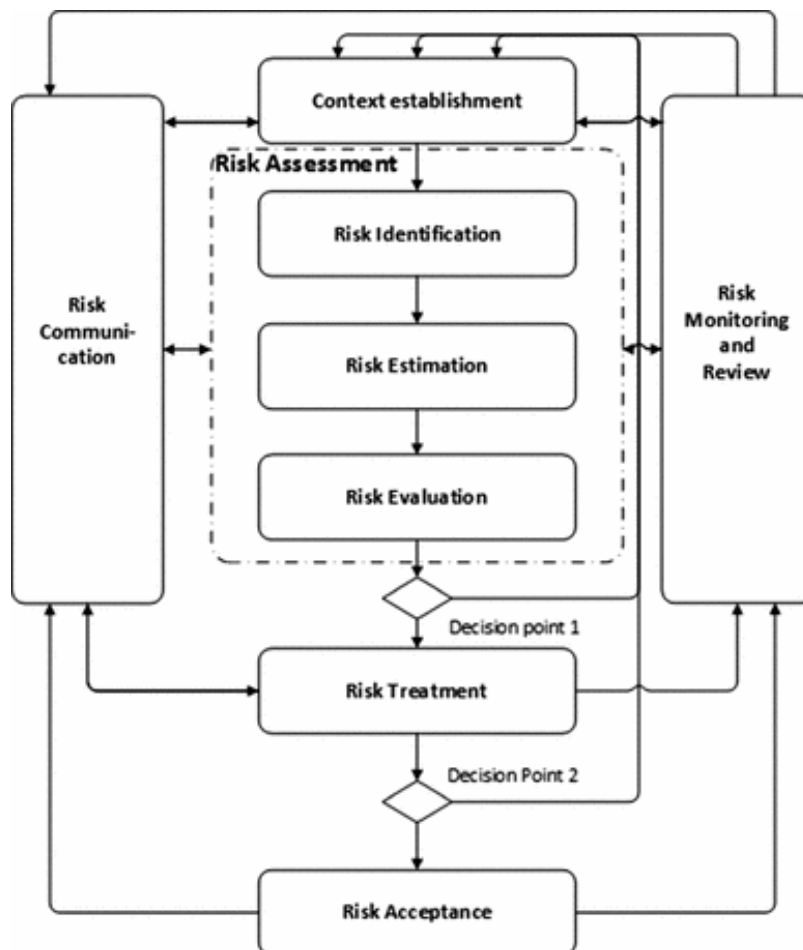 Context establishment
Risk Assessment
Risk Identification
Risk
Communi-
cation
Risk
Monitoring
and
Review
Risk Estimation
Risk Evaluation
Decision point 1
Risk Treatment
Decision Point 2
Risk Acceptance